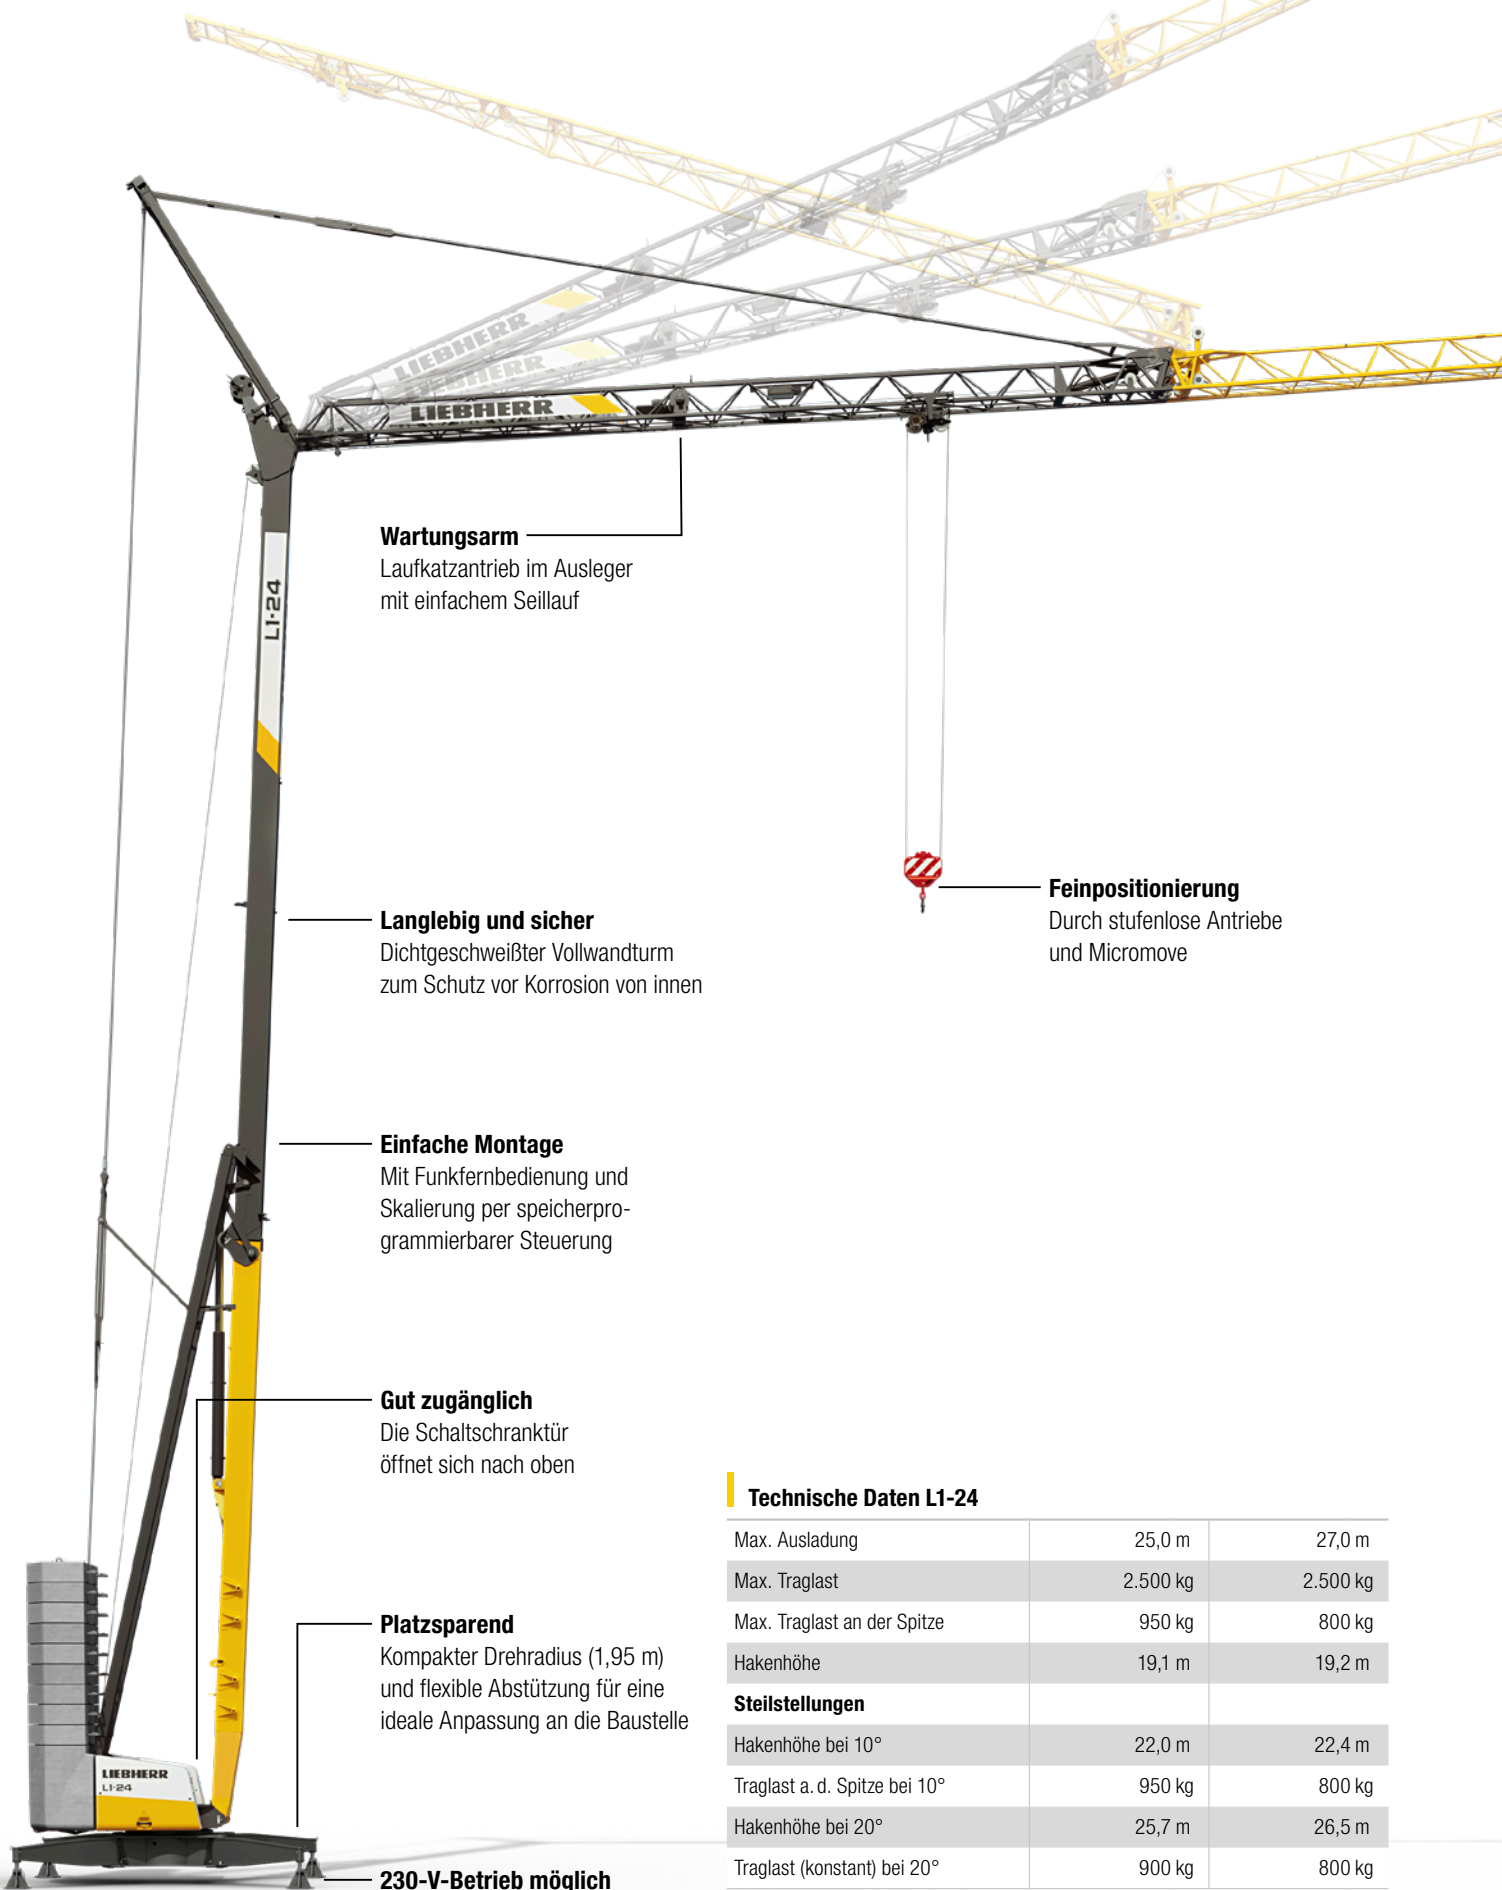 LIEBHERR
LIEBHERR
LIEBHERR
L1-24
Wartungsarm
Laufkatzantrieb im Ausleger
mit einfachem Seillauf
Feinpositionierung
Durch stufenlose Antriebe
und Micromove
Langlebig und sicher
Dichtgeschweißter Vollwandturm
zum Schutz vor Korrosion von innen
Einfache Montage
Mit Funkfernbedienung und
Skalierung per speicherpro-
grammierbarer Steuerung
Gut zugänglich
Die Schaltschranktür
öffnet sich nach oben
Platzsparend
Kompakter Drehradius (1,95 m)
und flexible Abstützung für eine
ideale Anpassung an die Baustelle
LIEBHERR
L1-24
230-V-Betrieb möglich
Technische Daten L1-24
Max. Ausladung 25,0 m 27,0 m
Max. Traglast 2.500 kg 2.500 kg
Max. Traglast an der Spitze 950 kg 800 kg
Hakenhöhe 19,1 m 19,2 m
Steilstellungen
Hakenhöhe bei 10° 22,0 m 22,4 m
Traglast a. d. Spitze bei 10° 950 kg 800 kg
Hakenhöhe bei 20° 25,7 m 26,5 m
Traglast (konstant) bei 20° 900 kg 800 kg